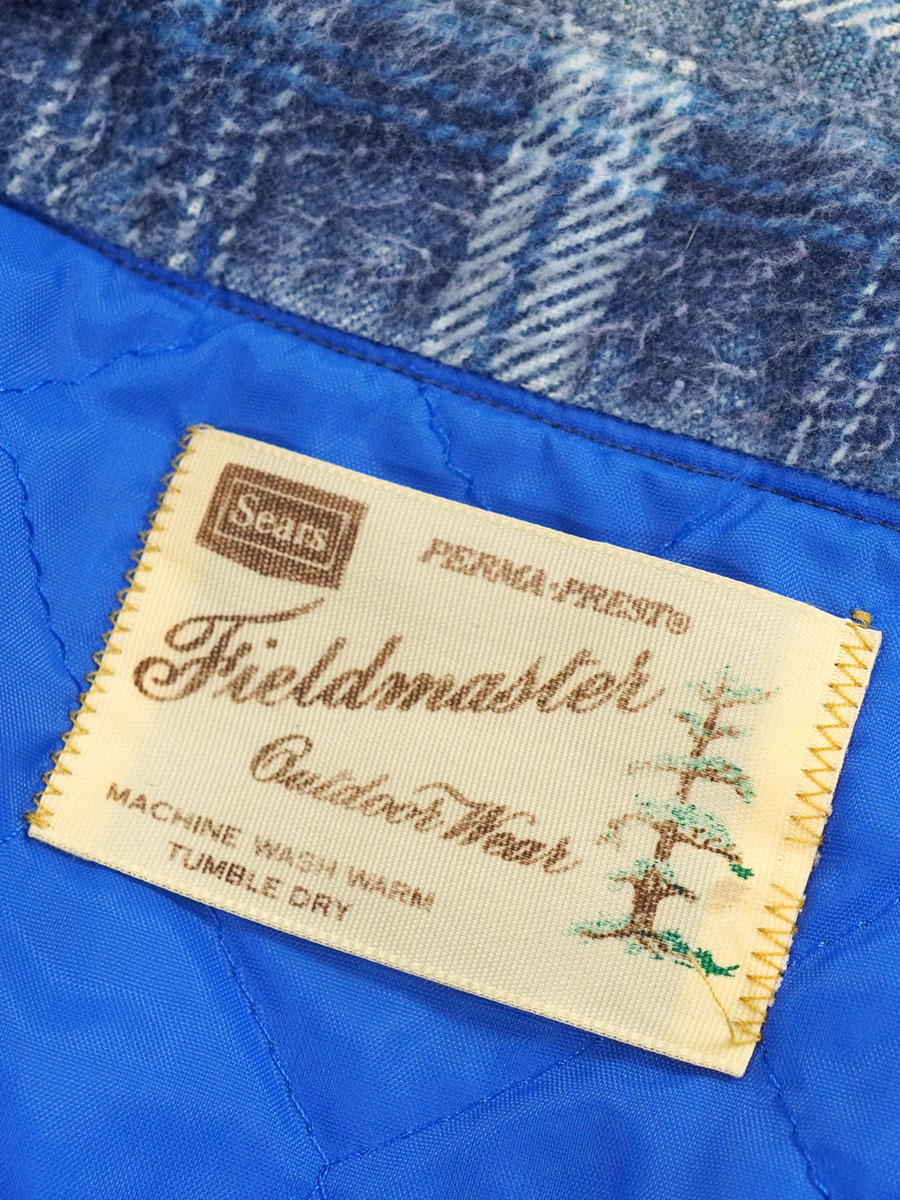 Sears
PERMA•PREST®
Fieldmaster
Outdoor Wear
MACHINE WASH WARM
TUMBLE DRY